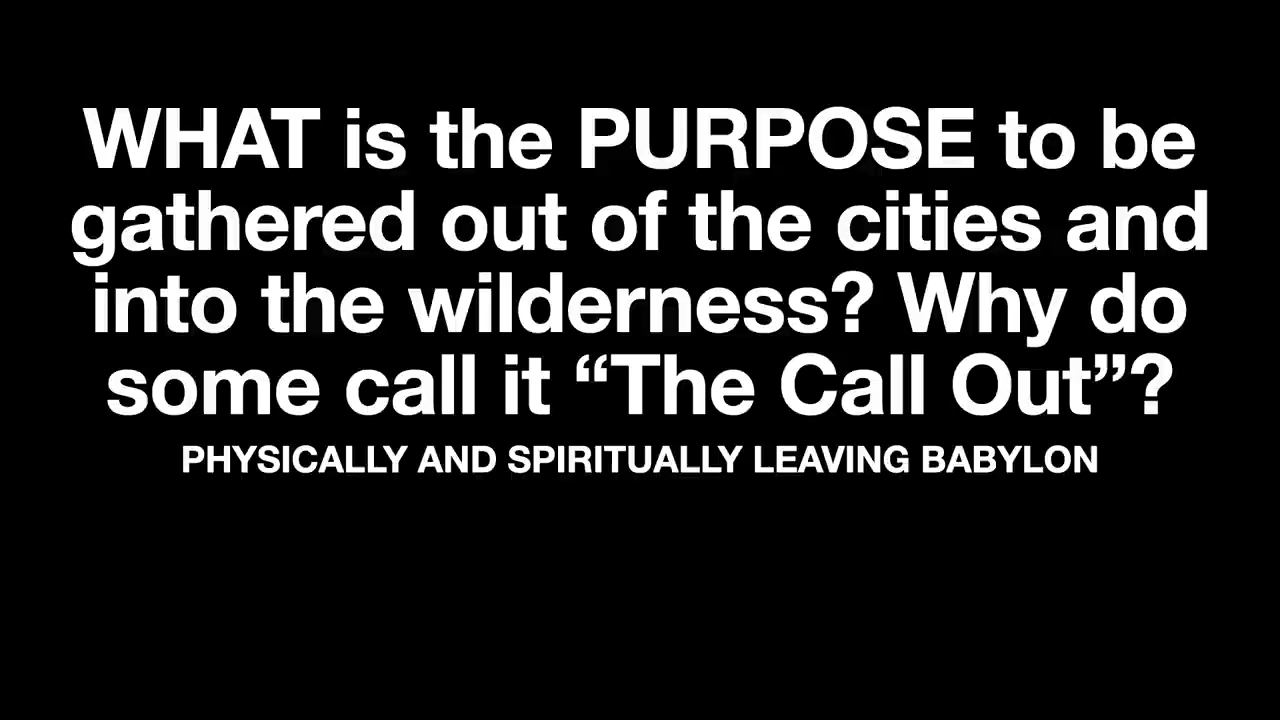 WHAT is the PURPOSE to be
gathered out of the cities and
into the wilderness? Why do
some call it “The Call Out”?
PHYSICALLY AND SPIRITUALLY LEAVING BABYLON